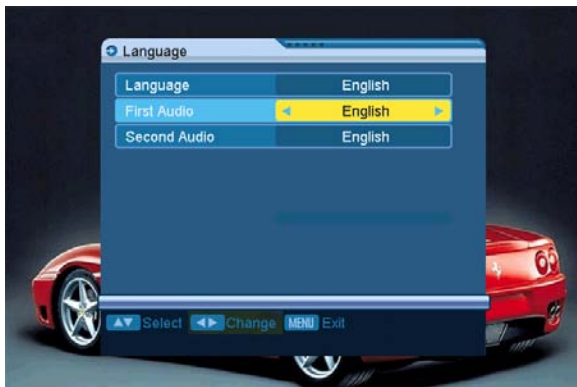 Language
Language English
First Audio English
Second Audio English
Select Change MENU Exit